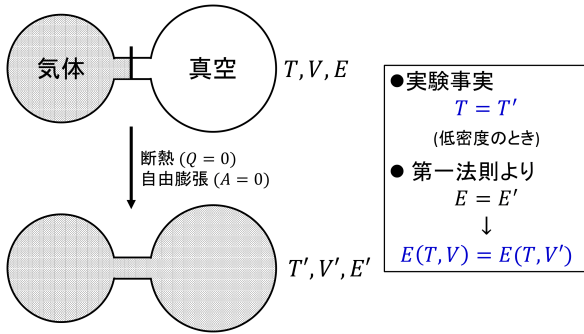 気体
真空
T, V, E
断熱 (Q = 0)
自由膨張 (A = 0)
T′, V′, E′
●実験事実
T = T′
(低密度のとき)
● 第一法則より
E = E′
↓
E(T, V) = E(T, V′)